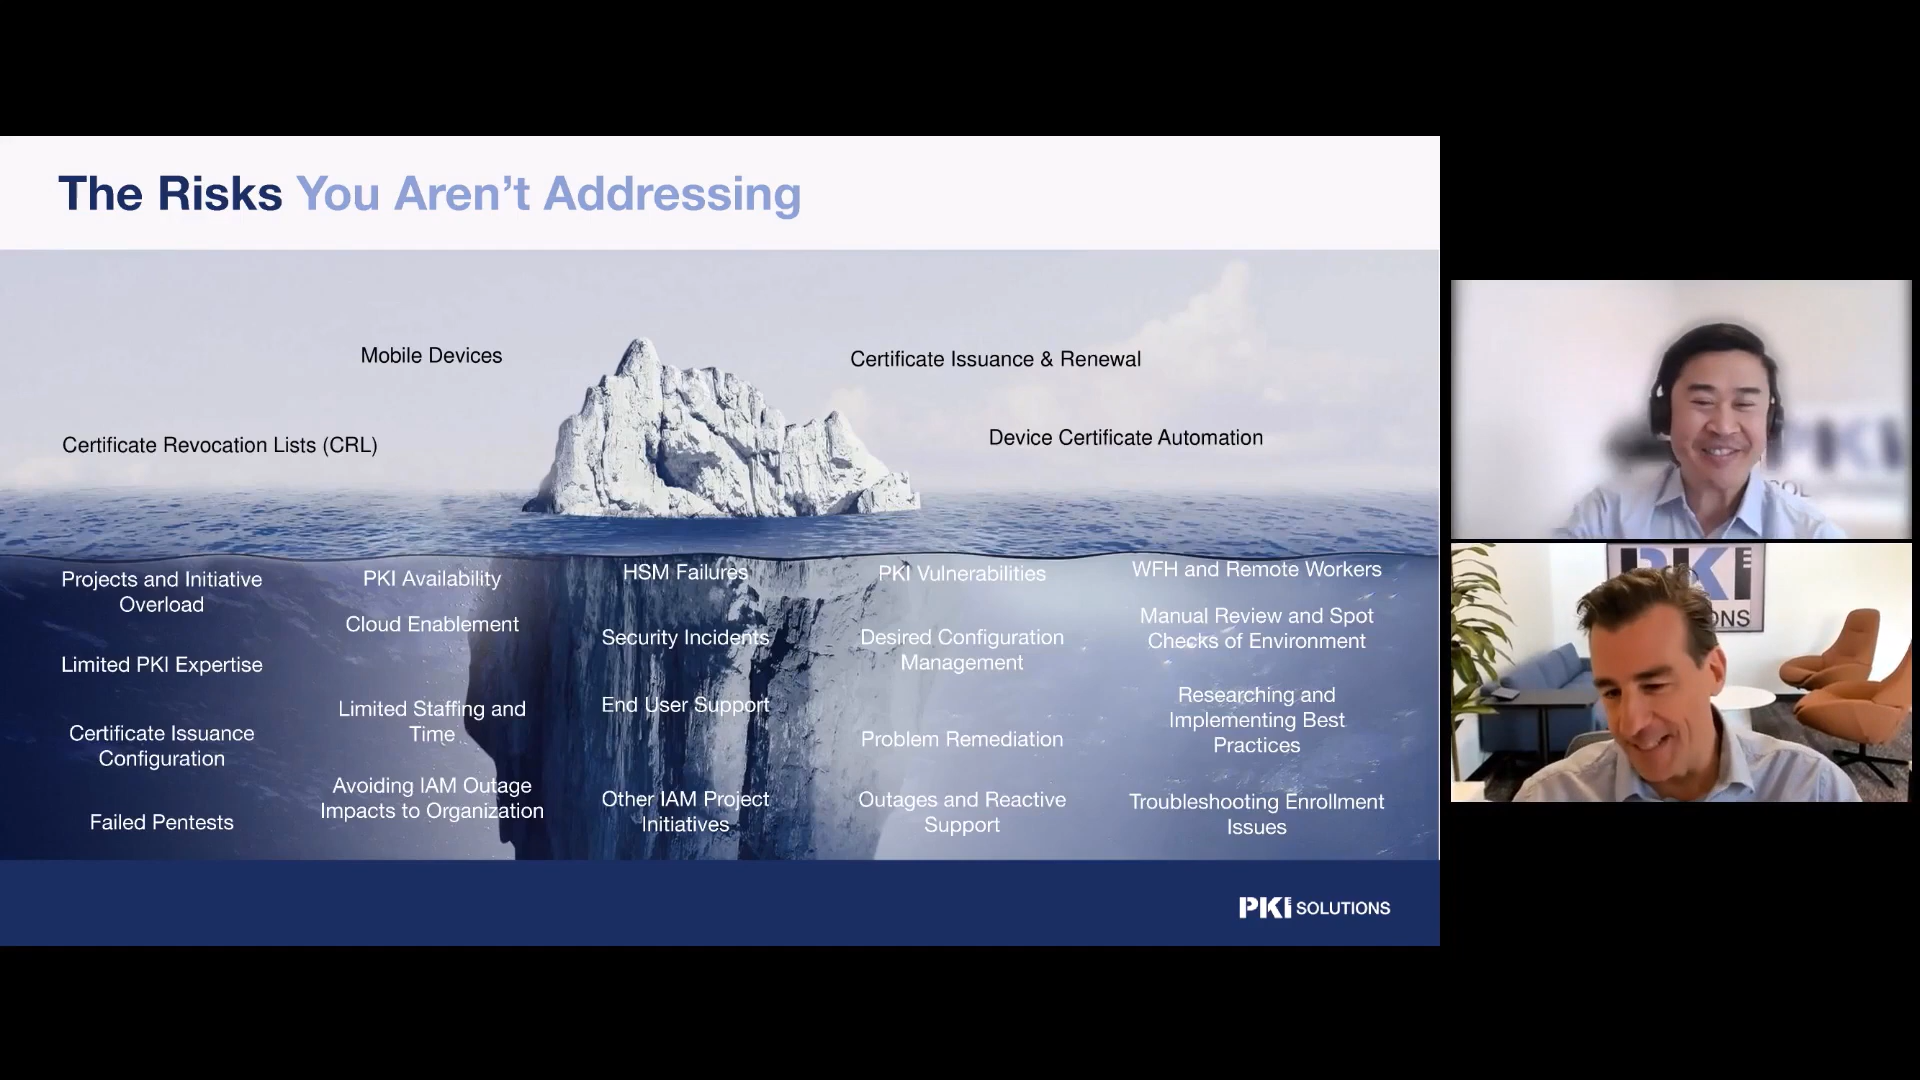 The Risks You Aren't Addressing
Mobile Devices
Certificate Issuance & Renewal
Certificate Revocation Lists (CRL)
Device Certificate Automation
Projects and Initiative
Overload
Limited PKI Expertise
Certificate Issuance
Configuration
Failed Pentests
PKI Availability
Cloud Enablement
Limited Staffing and
Time
Avoiding IAM Outage
Impacts to Organization
HSM Failures
Security Incidents
End User Support
Other IAM Project
Initiatives
PKI Vulnerabilities
Desired Configuration
Management
Problem Remediation
Outages and Reactive
Support
WFH and Remote Workers
Manual Review and Spot
Checks of Environment
Researching and
Implementing Best
Practices
Troubleshooting Enrollment
Issues
PKI SOLUTIONS
PKI